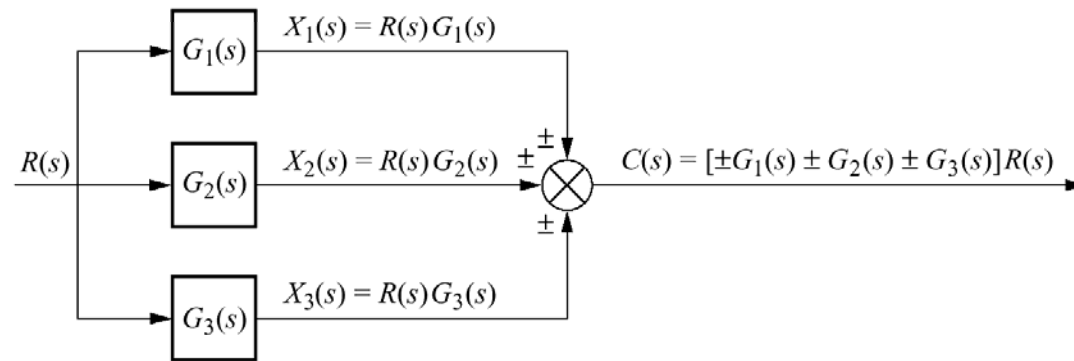 G₁(s)
X₁(s) = R(s)G₁(s)
±
R(s)
G₂(s)
X₂(s) = R(s)G₂(s)
±
C(s) = [±G₁(s) ± G₂(s) ± G₃(s)]R(s)
±
G₃(s)
X₃(s) = R(s)G₃(s)